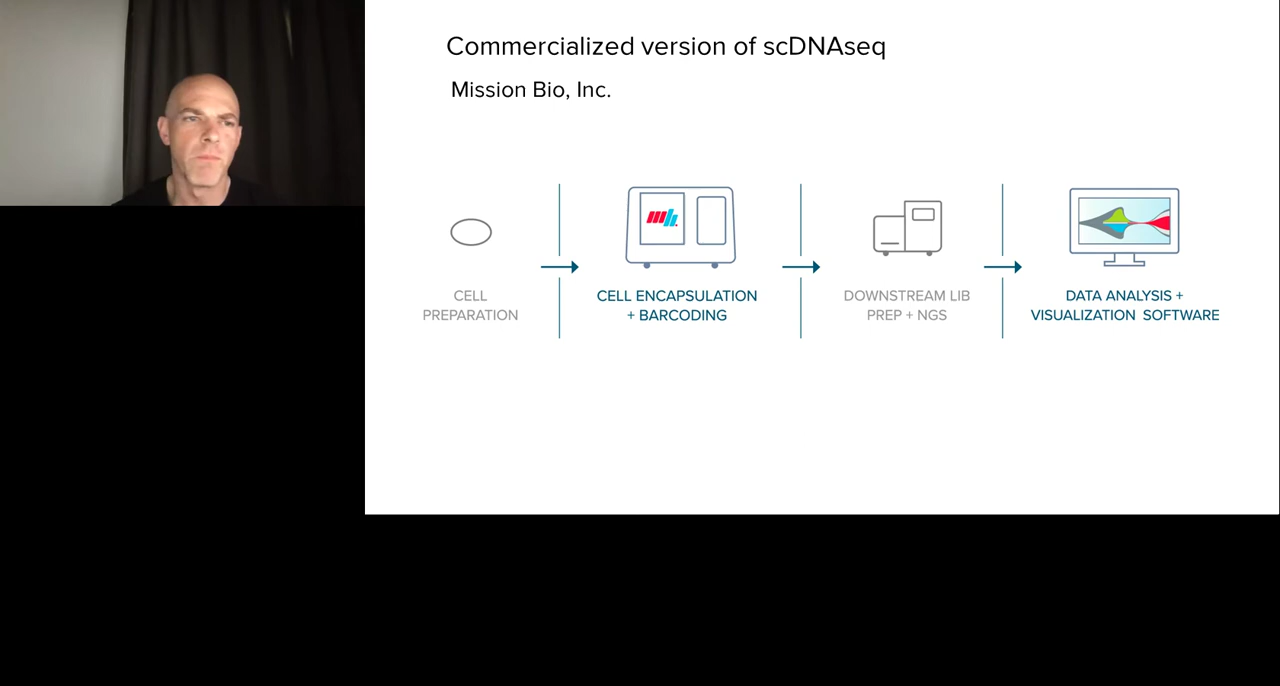 Commercialized version of scDNAseq
Mission Bio, Inc.
CELL
PREPARATION
CELL ENCAPSULATION
+ BARCODING
DOWNSTREAM LIB
PREP + NGS
DATA ANALYSIS +
VISUALIZATION SOFTWARE